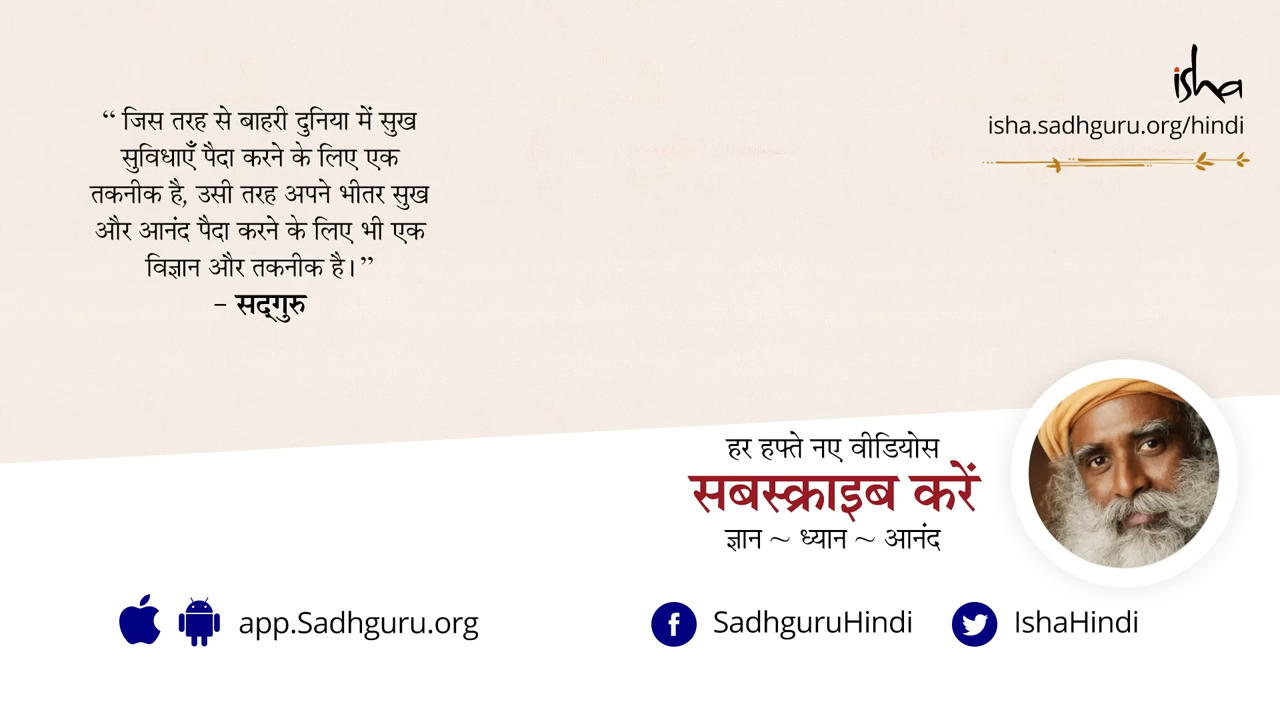 “ जिस तरह से बाहरी दुनिया में सुख
सुविधाएँ पैदा करने के लिए एक
तकनीक है, उसी तरह अपने भीतर सुख
और आनंद पैदा करने के लिए भी एक
विज्ञान और तकनीक है।”
- सद्गुरु
isha
isha.sadhguru.org/hindi
हर हफ्ते नए वीडियोस
सबस्क्राइब करें
ज्ञान ~ ध्यान ~ आनंद
app.Sadhguru.org
SadhguruHindi
IshaHindi